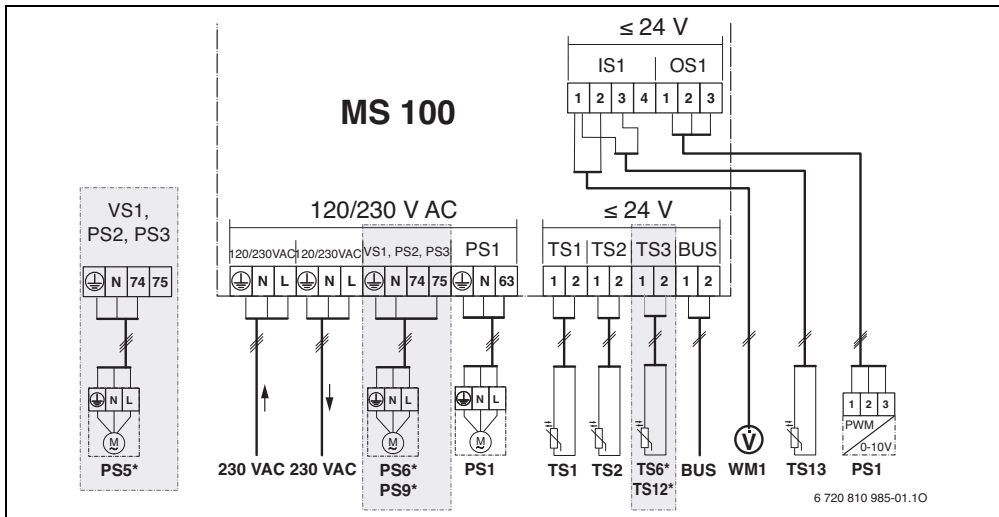 ≤ 24 V
IS1 OS1
1 2 3 4 1 2 3
MS 100
VS1,
PS2, PS3
N 74 75
120/230 V AC
≤ 24 V
120/230VAC 120/230VAC VS1, PS2, PS3 PS1
TS1 TS2 TS3 BUS
N L N L N 74 75 N 63
1 2 1 2 1 2 1 2
N L
M
~
PS5*
230 VAC 230 VAC
N L
M
~
PS6*
PS9*
N L
M
~
PS1
TS1 TS2 TS6* BUS
TS12*
V̇
WM1
TS13
1 2 3
PWM
0-10V
PS1
6 720 810 985-01.1O